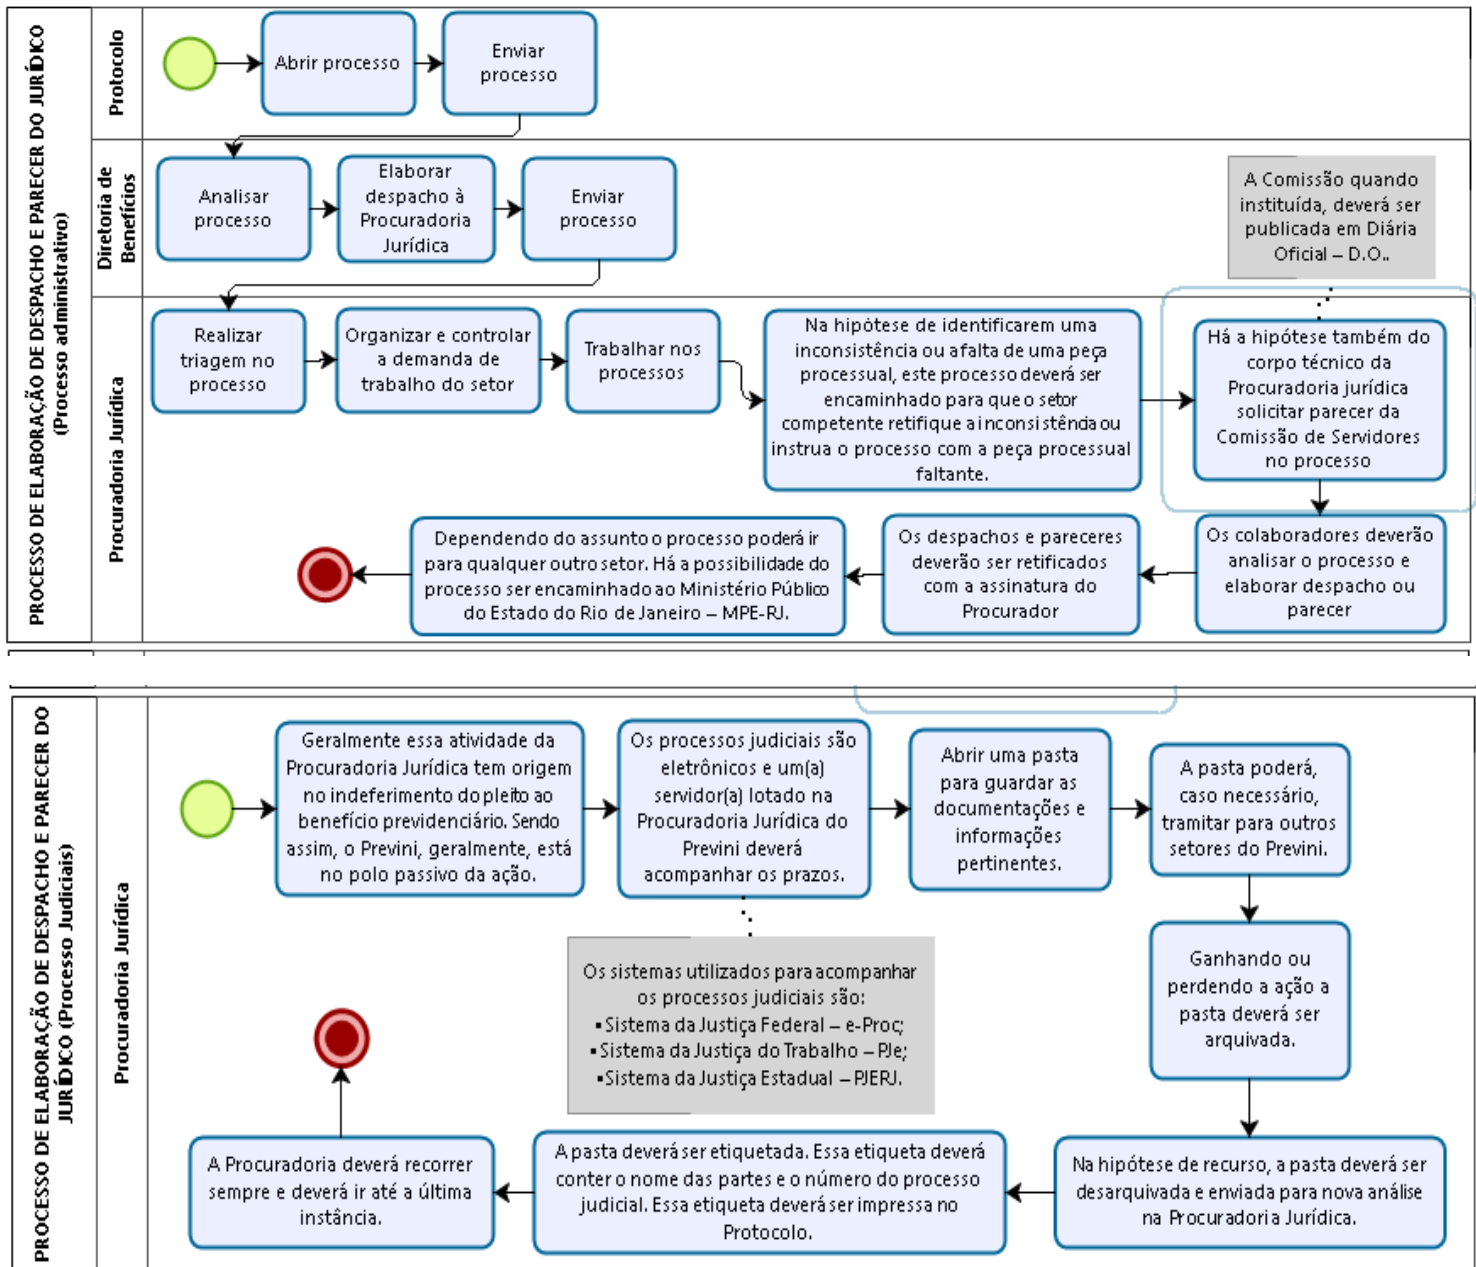 PROCESSO DE ELABORAÇÃO DE DESPACHO E PARECER DO JURÍDICO
(Processo administrativo)
Protocolo
Abrir processo
Enviar
processo
Diretoria de
Benefícios
Analisar
processo
Elaborar
despacho à
Procuradoria
Jurídica
Enviar
processo
A Comissão quando
instituída, deverá ser
publicada em Diária
Oficial – D.O..
Procuradoria Jurídica
Realizar
triagem no
processo
Organizar e controlar
a demanda de
trabalho do setor
Trabalhar nos
processos
Na hipótese de identificarem uma
inconsistência ou afalta de uma peça
processual, este processo deverá ser
encaminhado para que o setor
competente retifique a inconsistência ou
instrua o processo com a peça processual
faltante.
Há a hipótese também do
corpo técnico da
Procuradoria jurídica
solicitar parecer da
Comissão de Servidores
no processo
Os colaboradores deverão
analisar o processo e
elaborar despacho ou
parecer
Os despachos e pareceres
deverão ser retificados
com a assinatura do
Procurador
Dependendo do assunto o processo poderá ir
para qualquer outro setor. Há a possibilidade do
processo ser encaminhado ao Ministério Público
do Estado do Rio de Janeiro – MPE-RJ.
PROCESSO DE ELABORAÇÃO DE DESPACHO E PARECER DO
JURÍDICO (Processo Judiciais)
Procuradoria Jurídica
Geralmente essa atividade da
Procuradoria Jurídica tem origem
no indeferimento do pleito ao
benefício previdenciário. Sendo
assim, o Previni, geralmente, está
no polo passivo da ação.
Os processos judiciais são
eletrônicos e um(a)
servidor(a) lotado na
Procuradoria Jurídica do
Previni deverá
acompanhar os prazos.
Abrir uma pasta
para guardar as
documentações e
informações
pertinentes.
A pasta poderá,
caso necessário,
tramitar para outros
setores do Previni.
Os sistemas utilizados para acompanhar
os processos judiciais são:
▪Sistema da Justiça Federal – e-Proc;
▪Sistema da Justiça do Trabalho – PJe;
▪Sistema da Justiça Estadual – PJERJ.
Ganhando ou
perdendo a ação a
pasta deverá ser
arquivada.
Na hipótese de recurso, a pasta deverá ser
desarquivada e enviada para nova análise
na Procuradoria Jurídica.
A pasta deverá ser etiquetada. Essa etiqueta deverá
conter o nome das partes e o número do processo
judicial. Essa etiqueta deverá ser impressa no
Protocolo.
A Procuradoria deverá recorrer
sempre e deverá ir até a última
instância.